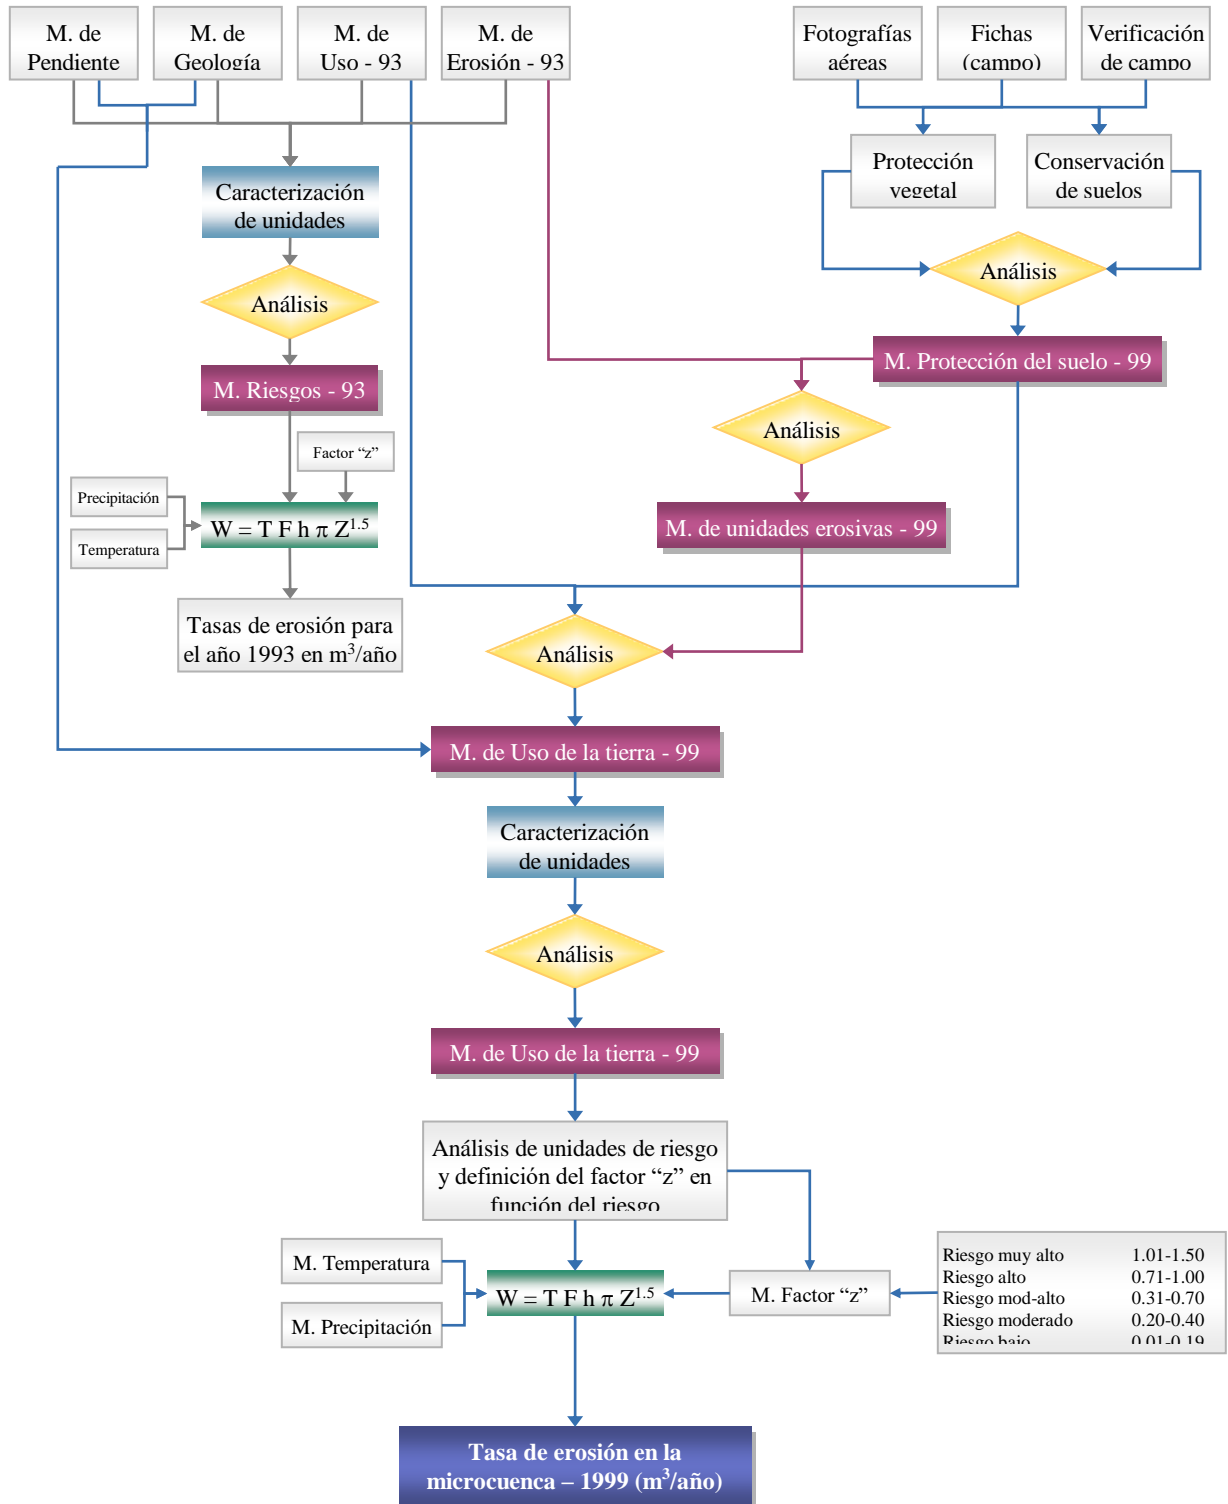 M. de
Pendiente
M. de
Geología
M. de
Uso - 93
M. de
Erosión - 93
Fotografías
aéreas
Fichas
(campo)
Verificación
de campo
Protección
vegetal
Conservación
de suelos
Caracterización
de unidades
Análisis
Análisis
M. Protección del suelo - 99
M. Riesgos - 93
Análisis
Factor “z”
Precipitación
Temperatura
W = T F h π Z^1.5
M. de unidades erosivas - 99
Tasas de erosión para
el año 1993 en m³/año
Análisis
M. de Uso de la tierra - 99
Caracterización
de unidades
Análisis
M. de Uso de la tierra - 99
Análisis de unidades de riesgo
y definición del factor “z” en
función del riesgo
M. Temperatura
M. Precipitación
W = T F h π Z^1.5
M. Factor “z”
Riesgo muy alto 1.01-1.50
Riesgo alto 0.71-1.00
Riesgo mod-alto 0.31-0.70
Riesgo moderado 0.20-0.40
Riesgo bajo 0.01-0.19
Tasa de erosión en la
microcuenca – 1999 (m³/año)